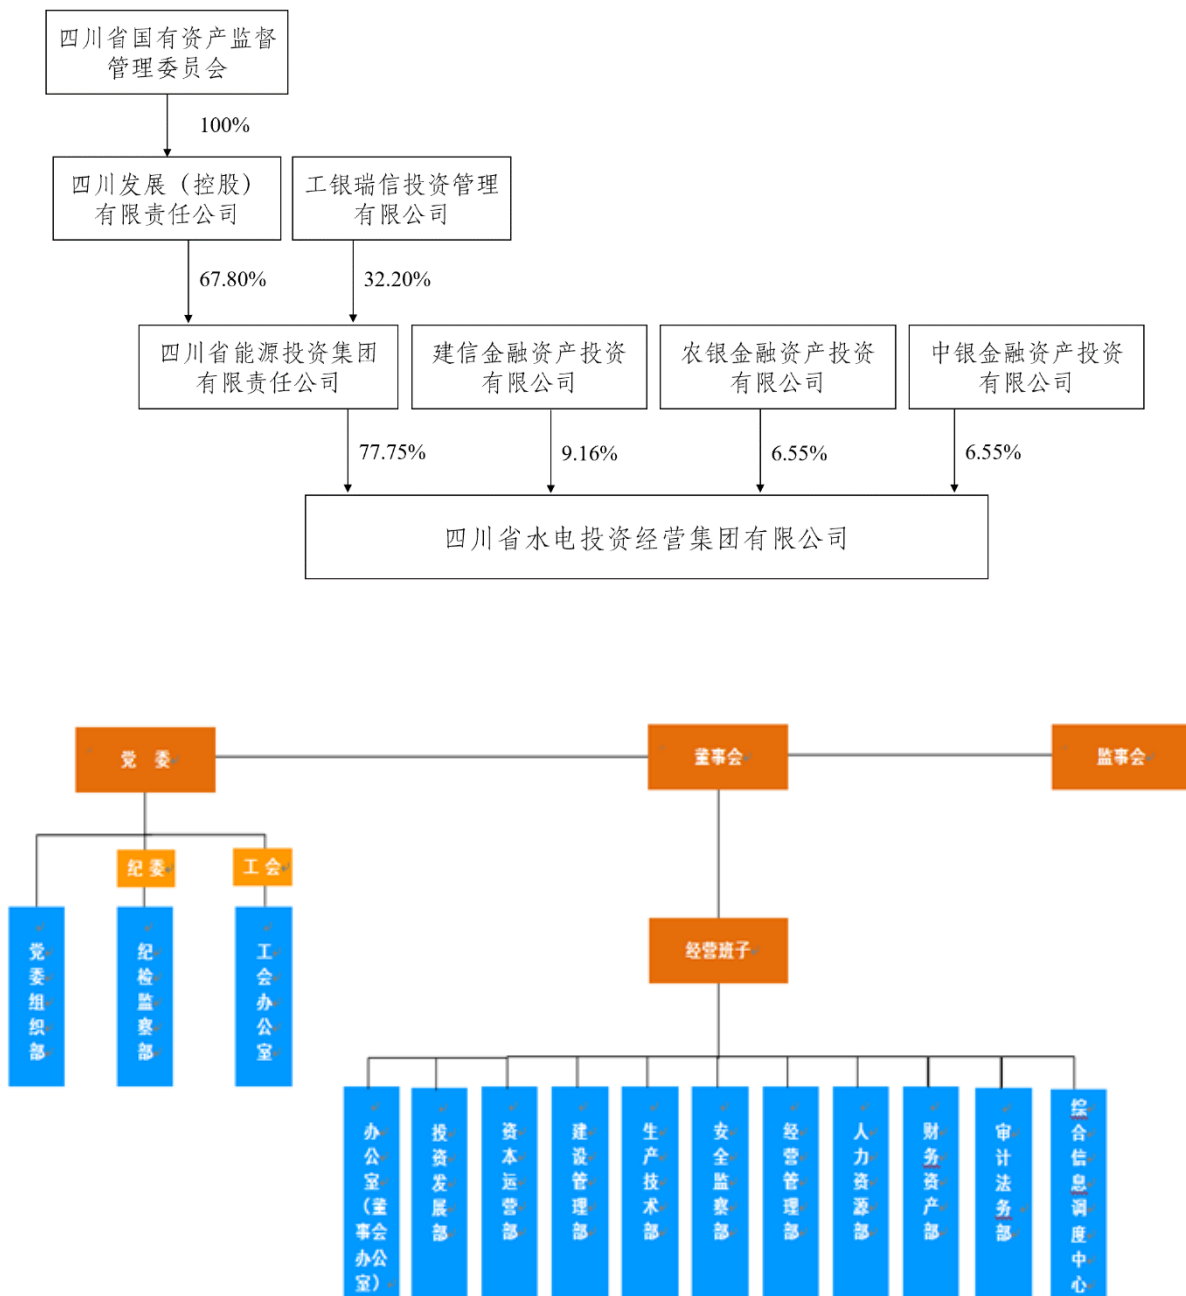 四川省国有资产监督
管理委员会
100%
四川发展（控股）
有限责任公司
工银瑞信投资管理
有限公司
67.80%
32.20%
四川省能源投资集团
有限责任公司
建信金融资产投资
有限公司
农银金融资产投资
有限公司
中银金融资产投资
有限公司
77.75%
9.16%
6.55%
6.55%
四川省水电投资经营集团有限公司
党 委
董事会
监事会
纪委
工会
党委组织部
纪检监察部
工会办公室
经营班子
办公室（董事会办公室）
投资发展部
资本运营部
建设管理部
生产技术部
安全监察部
经营管理部
人力资源部
财务资产部
审计法务部
综合信息调度中心